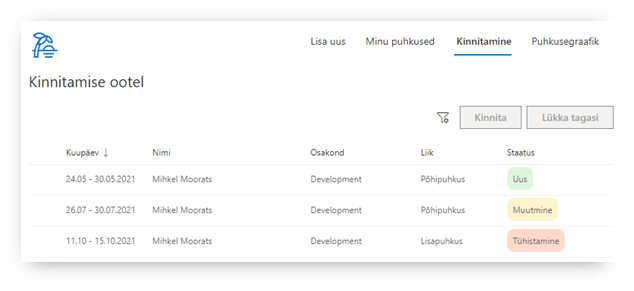 Lisa uus Minu puhkused Kinnitamine Puhkusegraafik
Kinnitamise ootel
Kinnita Lükka tagasi
Kuupäev ↓ Nimi Osakond Liik Staatus
24.05 - 30.05.2021 Mihkel Moorats Development Põhipuhkus Uus
26.07 - 30.07.2021 Mihkel Moorats Development Põhipuhkus Muutmine
11.10 - 15.10.2021 Mihkel Moorats Development Lisapuhkus Tühistamine